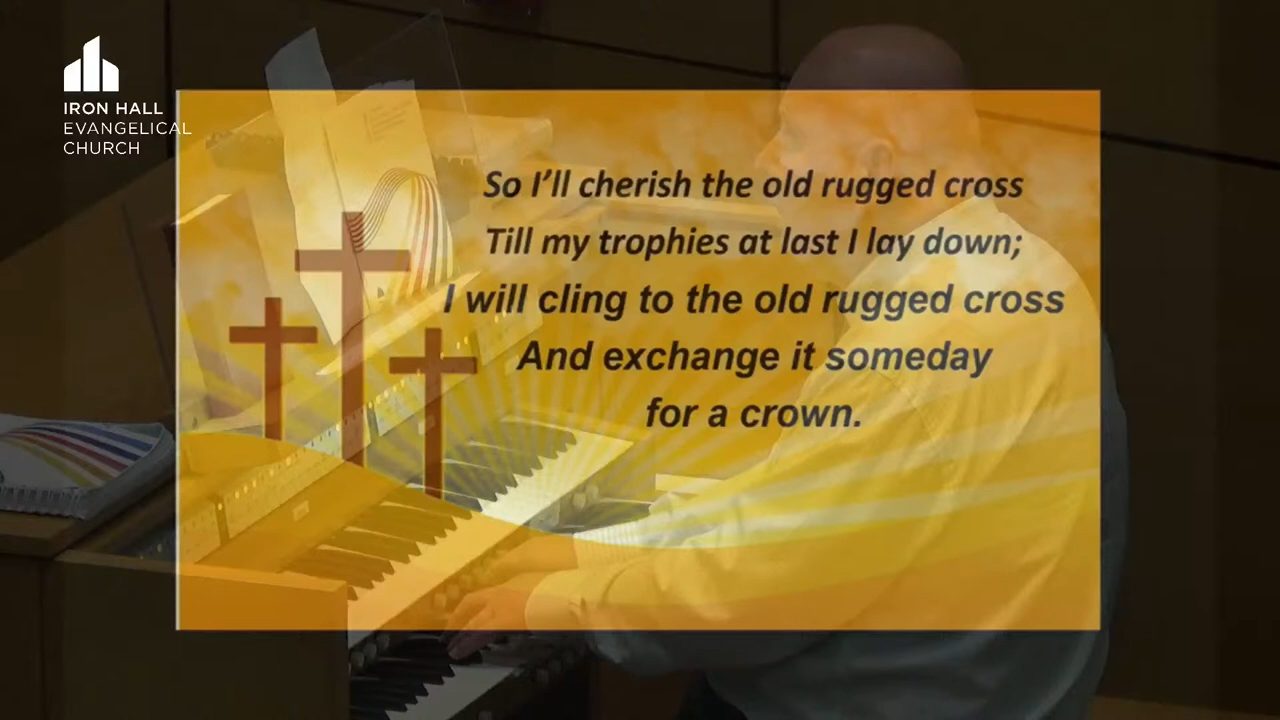 IRON HALL
EVANGELICAL
CHURCH
So I'll cherish the old rugged cross
Till my trophies at last I lay down;
I will cling to the old rugged cross
And exchange it someday
for a crown.